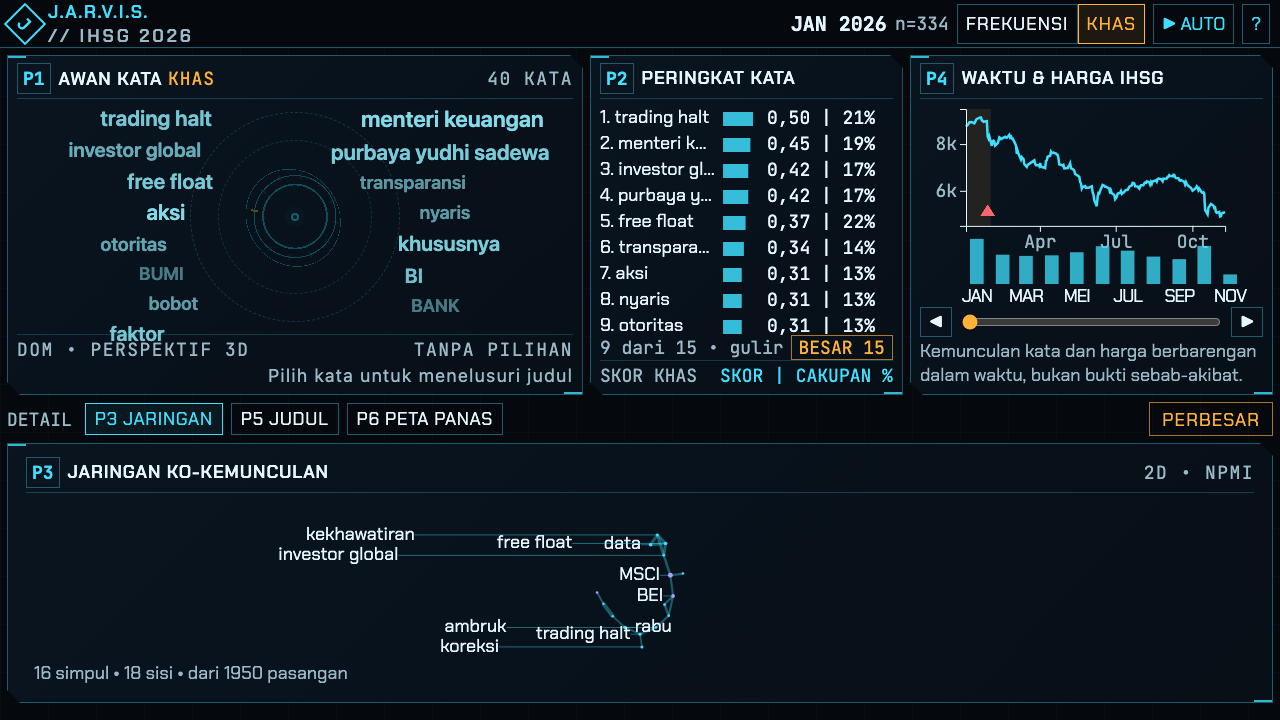 J
J.A.R.V.I.S.
// IHSG 2026
JAN 2026 n=334
FREKUENSI
KHAS
AUTO
?
P1 AWAN KATA KHAS
40 KATA
trading halt
menteri keuangan
investor global
purbaya yudhi sadewa
free float
transparansi
aksi
nyaris
otoritas
khususnya
BUMI
BI
bobot
BANK
faktor
DOM • PERSPEKTIF 3D
TANPA PILIHAN
Pilih kata untuk menelusuri judul
P2 PERINGKAT KATA
1. trading halt 0,50 | 21%
2. menteri k... 0,45 | 19%
3. investor gl... 0,42 | 17%
4. purbaya y... 0,42 | 17%
5. free float 0,37 | 22%
6. transpara... 0,34 | 14%
7. aksi 0,31 | 13%
8. nyaris 0,31 | 13%
9. otoritas 0,31 | 13%
9 dari 15 • gulir BESAR 15
SKOR KHAS SKOR | CAKUPAN %
P4 WAKTU & HARGA IHSG
8k
6k
Apr Jul Oct
JAN MAR MEI JUL SEP NOV
Kemunculan kata dan harga berbarengan
dalam waktu, bukan bukti sebab-akibat.
DETAIL P3 JARINGAN P5 JUDUL P6 PETA PANAS
PERBESAR
P3 JARINGAN KO-KEMUNCULAN
2D • NPMI
kekhawatiran
free float data
investor global
MSCI
BEI
ambruk
trading halt rabu
koreksi
16 simpul • 18 sisi • dari 1950 pasangan